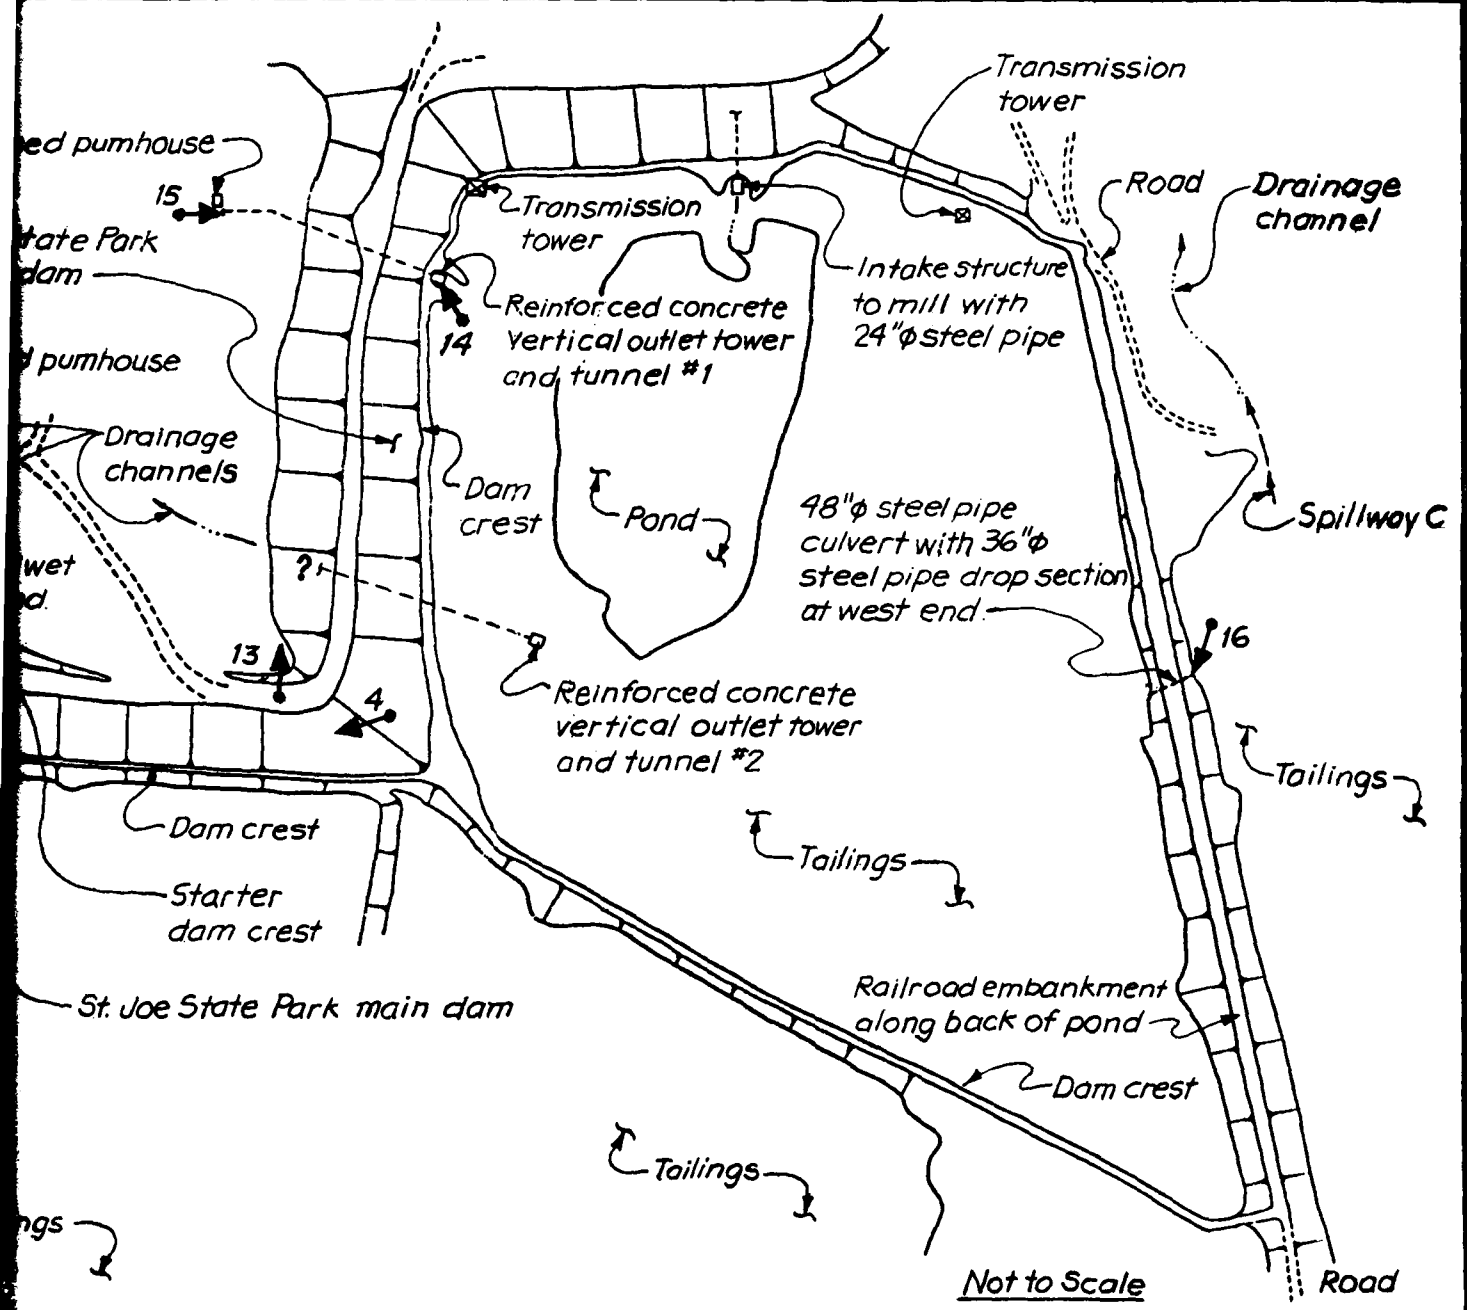 Transmission
tower
pumhouse
15
Road
Drainage
channel
Transmission
tower
State Park
dam
Intake structure
to mill with
24"φ steel pipe
Reinforced concrete
vertical outlet tower
and tunnel #1
14
pumhouse
Drainage
channels
Dam
crest
Pond
48"φ steel pipe
culvert with 36"φ
steel pipe drop section
at west end.
Spillway C
wet
?
13
4
16
Reinforced concrete
vertical outlet tower
and tunnel #2
Tailings
Dam crest
Tailings
Starter
dam crest
St. Joe State Park main dam
Railroad embankment
along back of pond
Dam crest
Tailings
ngs
Not to Scale
Road